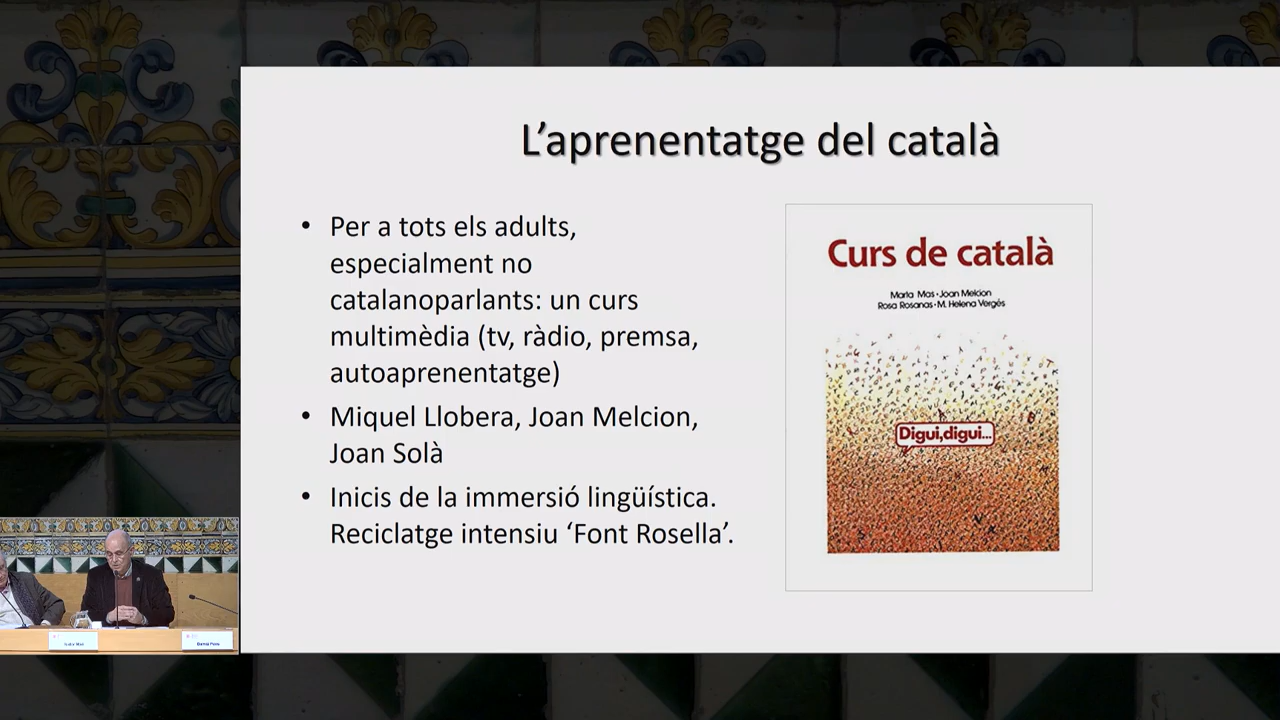 L'aprenentatge del català
• Per a tots els adults,
especialment no
catalanoparlants: un curs
multimèdia (tv, ràdio, premsa,
autoaprenentatge)
• Miquel Llobera, Joan Melcion,
Joan Solà
• Inicis de la immersió lingüística.
Reciclatge intensiu ‘Font Rosella’.
Curs de català
Marta Mas • Joan Melcion
Rosa Rosanas • M. Helena Vergés
Digui, digui...